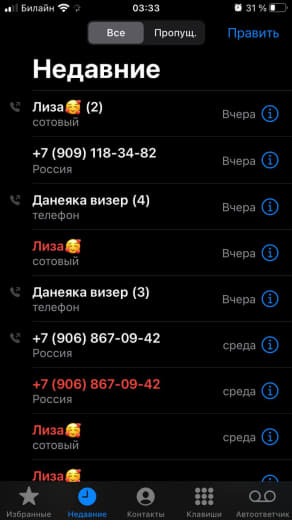 Билайн 03:33 31 %
Все Пропущ. Править
Недавние
Лиза🥰 (2)
сотовый
Вчера
+7 (909) 118-34-82
Россия
Вчера
Данеяка визер (4)
телефон
Вчера
Лиза🥰
сотовый
Вчера
Данеяка визер (3)
телефон
Вчера
+7 (906) 867-09-42
Россия
среда
+7 (906) 867-09-42
Россия
среда
Лиза🥰
сотовый
среда
Лиза🥰
Избранные Недавние Контакты Клавиши Автоответчик